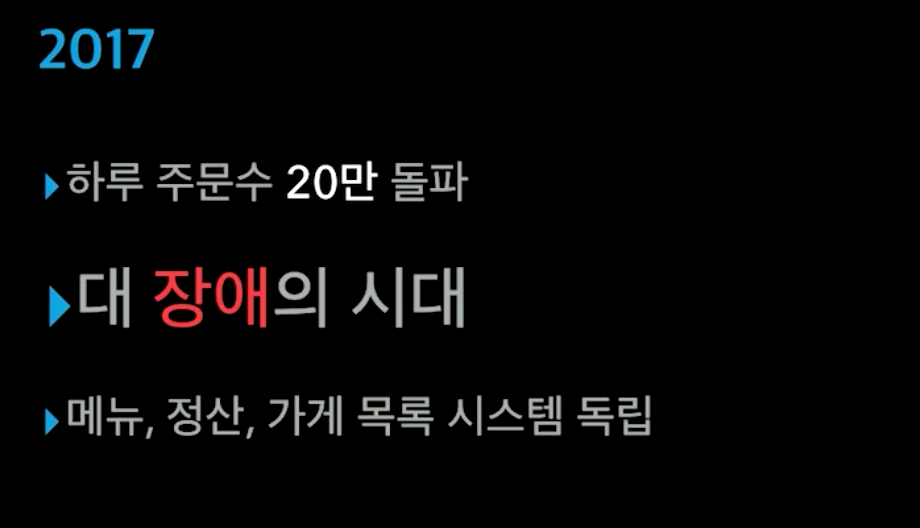 2017
하루 주문수 20만 돌파
대 장애의 시대
메뉴, 정산, 가게 목록 시스템 독립